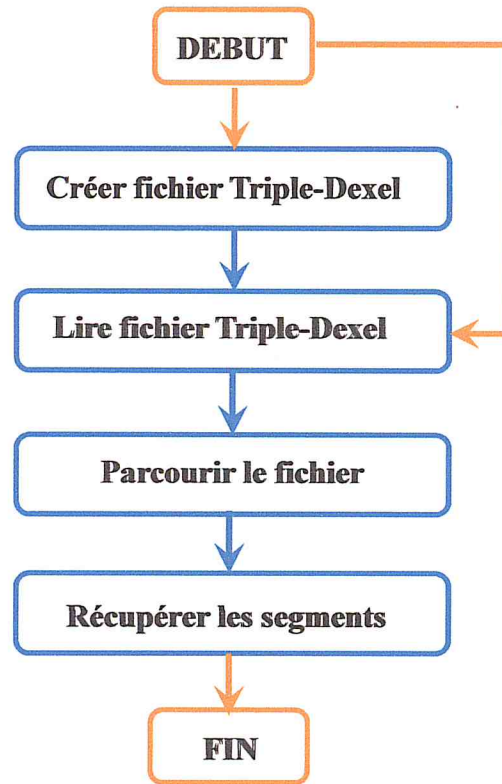 DEBUT
Créer fichier Triple-Dexel
Lire fichier Triple-Dexel
Parcourir le fichier
Récupérer les segments
FIN